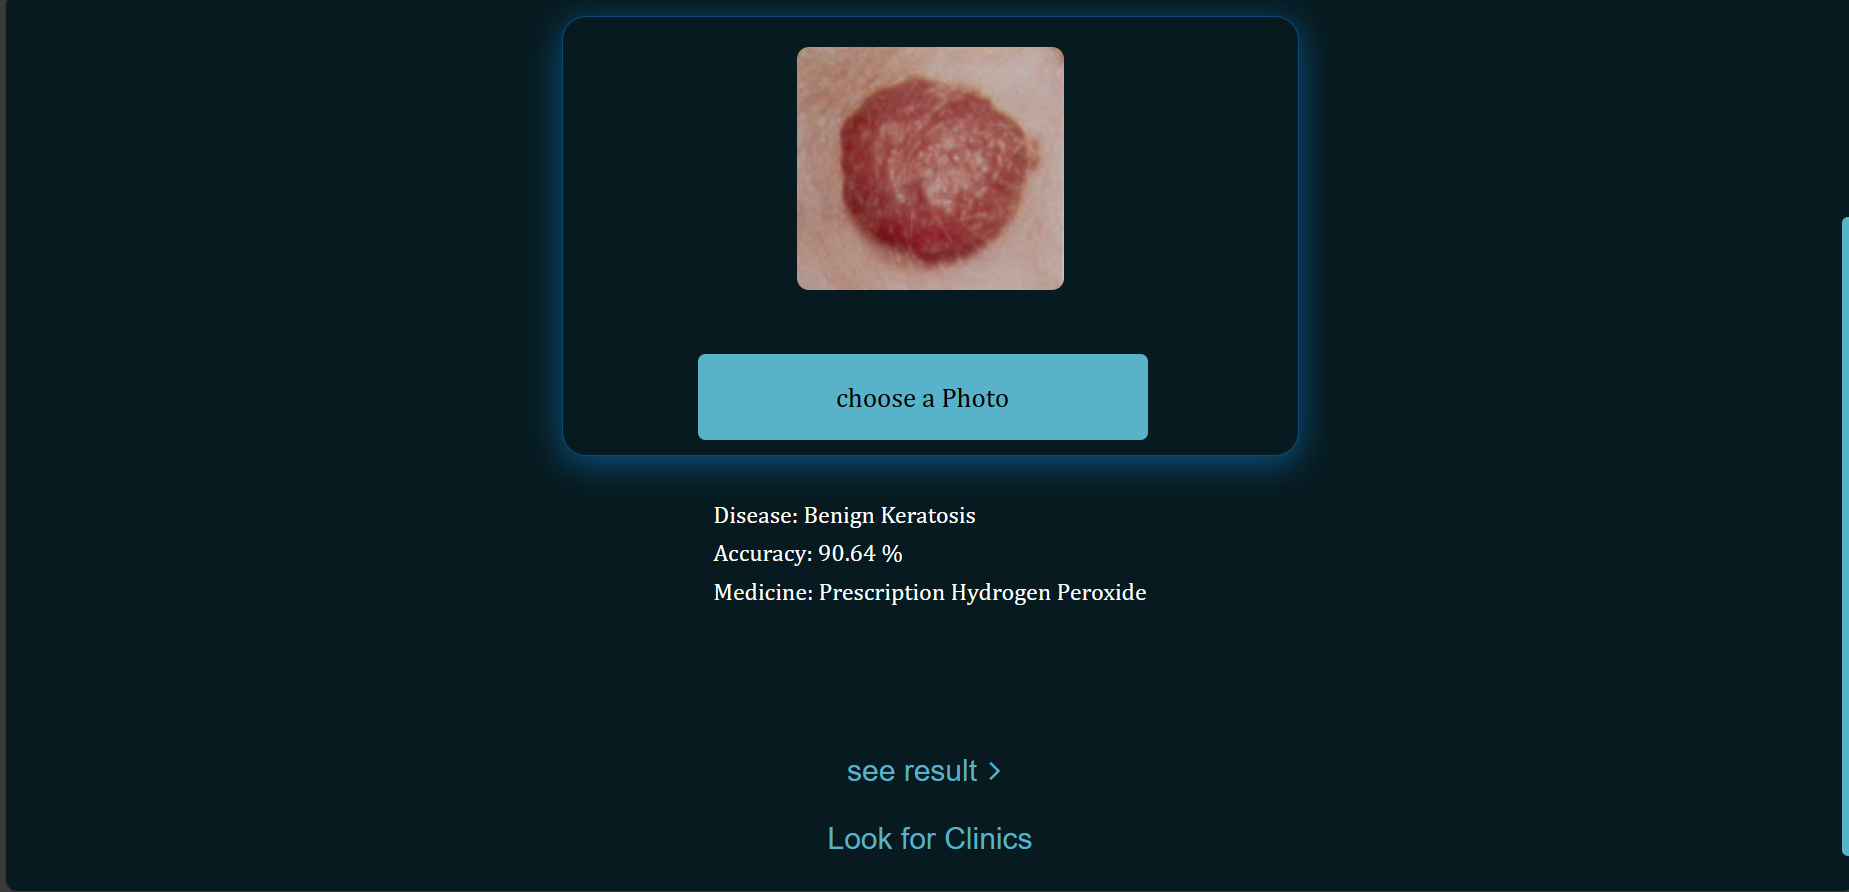 choose a Photo
Disease: Benign Keratosis
Accuracy: 90.64 %
Medicine: Prescription Hydrogen Peroxide
see result >
Look for Clinics